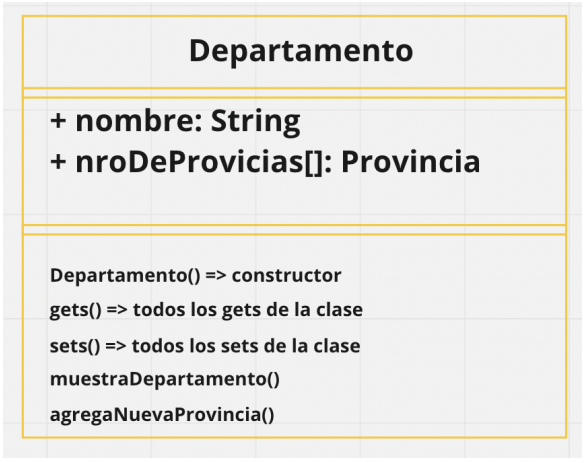 Departamento
+ nombre: String
+ nroDeProvicias[]: Provincia
Departamento() => constructor
gets() => todos los gets de la clase
sets() => todos los sets de la clase
muestraDepartamento()
agregaNuevaProvincia()